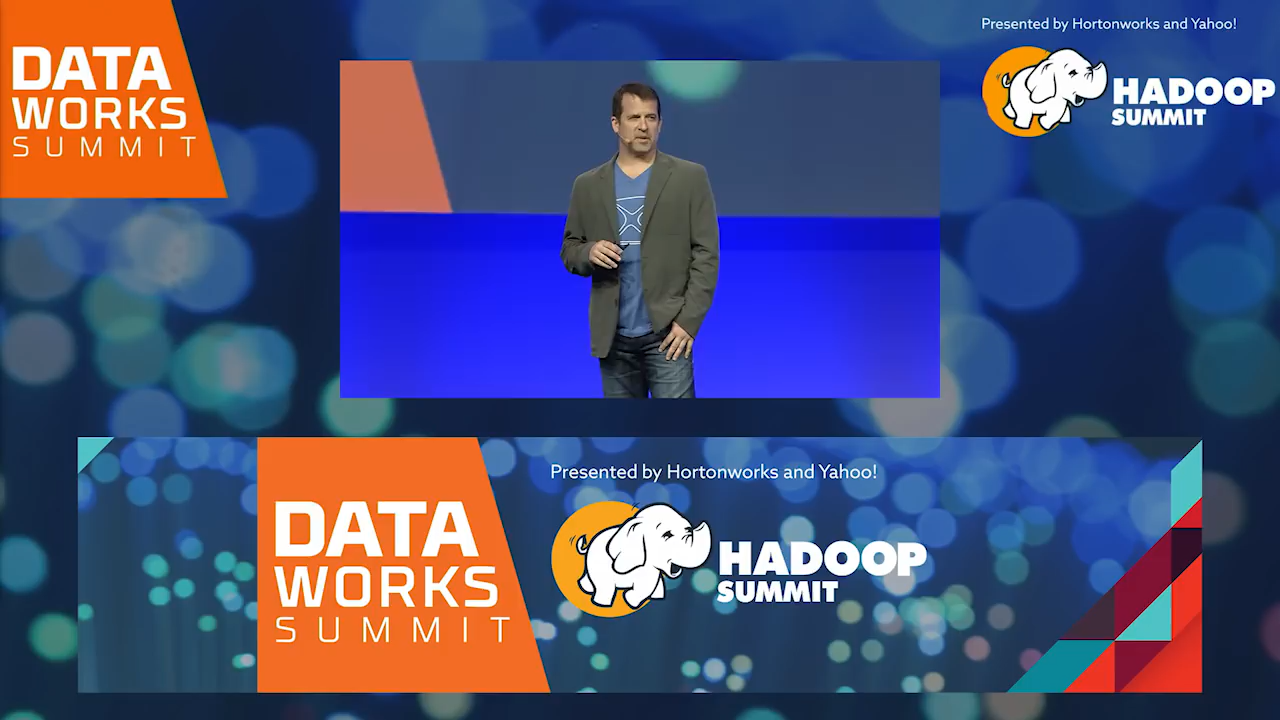 DATA
WORKS
SUMMIT
Presented by Hortonworks and Yahoo!
HADOOP
SUMMIT
DATA
WORKS
SUMMIT
Presented by Hortonworks and Yahoo!
HADOOP
SUMMIT